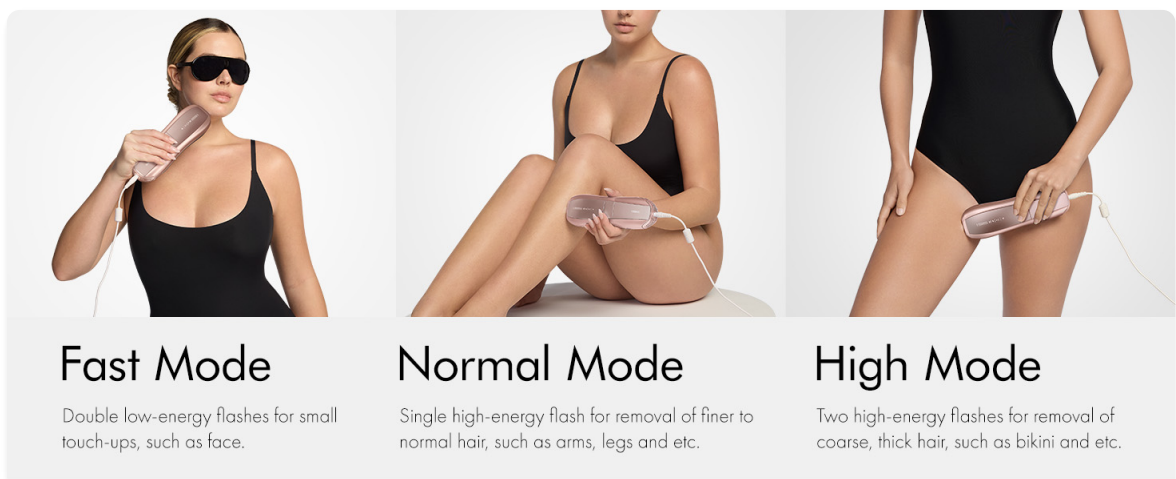 Fast Mode
Double low-energy flashes for small
touch-ups, such as face.
Normal Mode
Single high-energy flash for removal of finer to
normal hair, such as arms, legs and etc.
High Mode
Two high-energy flashes for removal of
coarse, thick hair, such as bikini and etc.